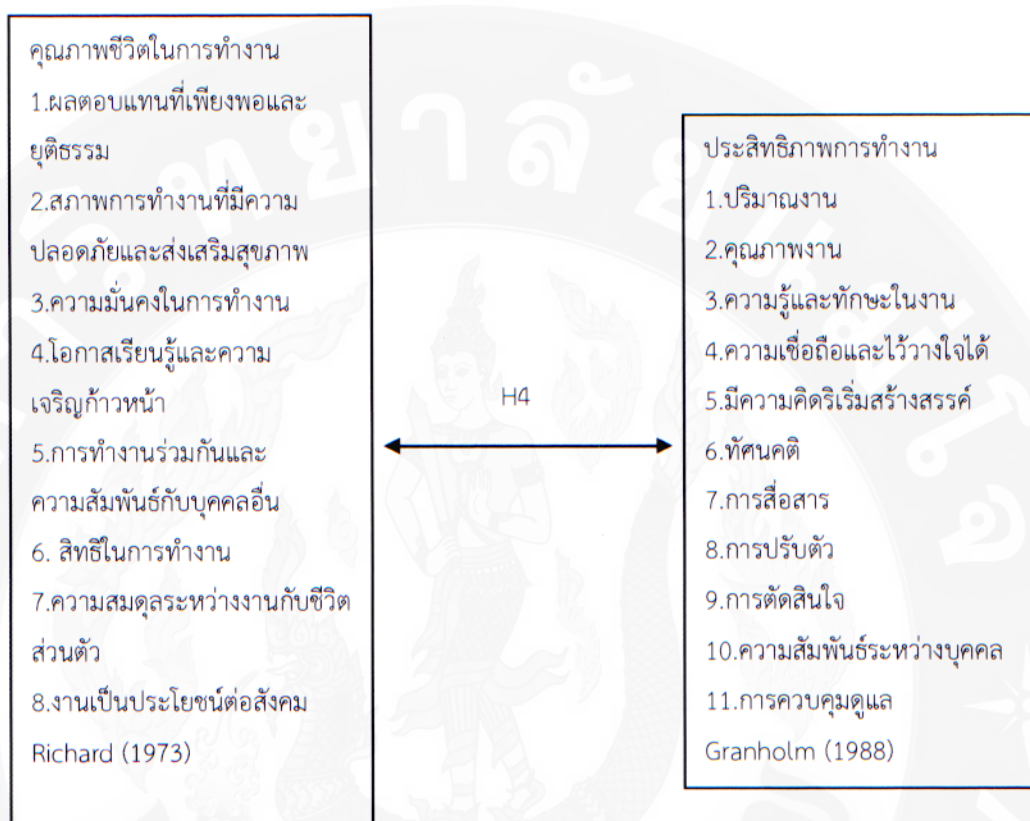 คุณภาพชีวิตในการทำงาน
1.ผลตอบแทนที่เพียงพอและ
ยุติธรรม
2.สภาพการทำงานที่มีความ
ปลอดภัยและส่งเสริมสุขภาพ
3.ความมั่นคงในการทำงาน
4.โอกาสเรียนรู้และความ
เจริญก้าวหน้า
5.การทำงานร่วมกันและ
ความสัมพันธ์กับบุคคลอื่น
6. สิทธิในการทำงาน
7.ความสมดุลระหว่างงานกับชีวิต
ส่วนตัว
8.งานเป็นประโยชน์ต่อสังคม
Richard (1973)
H4
ประสิทธิภาพการทำงาน
1.ปริมาณงาน
2.คุณภาพงาน
3.ความรู้และทักษะในงาน
4.ความเชื่อถือและไว้วางใจได้
5.มีความคิดริเริ่มสร้างสรรค์
6.ทัศนคติ
7.การสื่อสาร
8.การปรับตัว
9.การตัดสินใจ
10.ความสัมพันธ์ระหว่างบุคคล
11.การควบคุมดูแล
Granholm (1988)